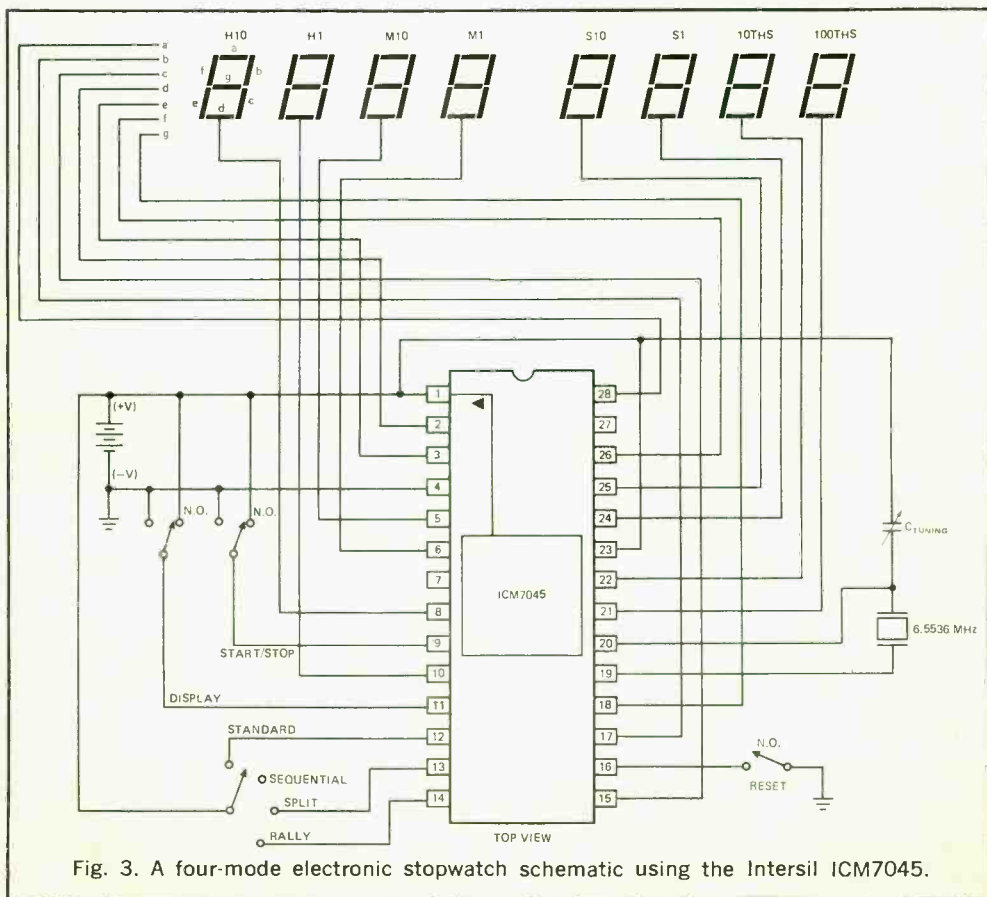 H10 H1 M10 M1 S10 S1 10THS 100THS
a
b
c
d
e
f
g
a
f g b
e d c
(+V)
(−V)
N.O. N.O.
1 28
2 27
3 26
4 25
5 24
6 23
7 22
8 21
9 20
10 19
11 18
12 17
13 16
14 15
ICM7045
CTUNING
6.5536 MHz
START/STOP
DISPLAY
STANDARD
SEQUENTIAL
SPLIT
RALLY
N.O.
RESET
TOP VIEW
Fig. 3. A four-mode electronic stopwatch schematic using the Intersil ICM7045.